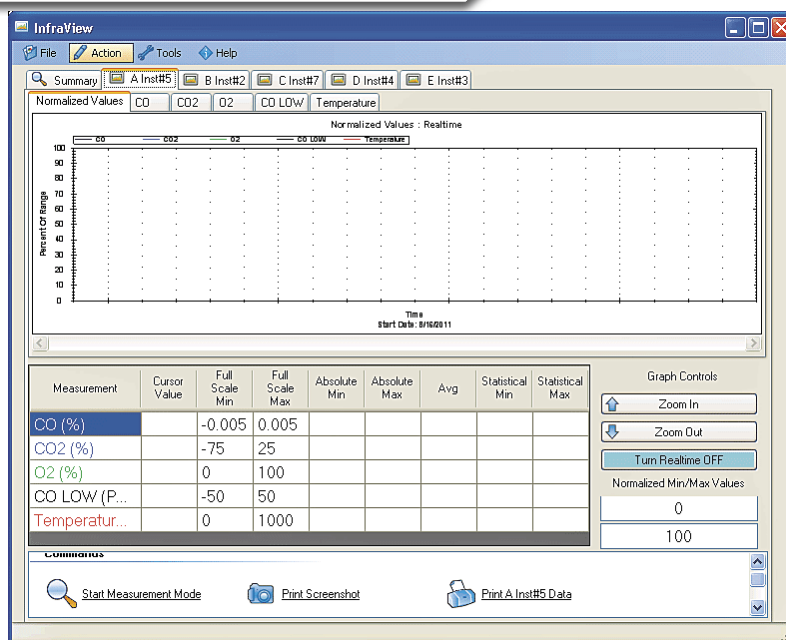 InfraView
File Action Tools Help
Summary A Inst#5 B Inst#2 C Inst#7 D Inst#4 E Inst#3
Normalized Values CO CO2 O2 CO LOW Temperature
Normalized Values : Realtime
CO CO2 O2 CO LOW Temperature
100
90
80
70
60
50
40
30
20
10
0
Percent Of Range
Time
Start Date: 8/16/2011
Measurement Cursor Value Full Scale Min Full Scale Max Absolute Min Absolute Max Avg Statistical Min Statistical Max
CO (%) -0.005 0.005
CO2 (%) -75 25
O2 (%) 0 100
CO LOW (P... -50 50
Temperatur... 0 1000
Graph Controls
Zoom In
Zoom Out
Turn Realtime OFF
Normalized Min/Max Values
0
100
Commands
Start Measurement Mode Print Screenshot Print A Inst#5 Data